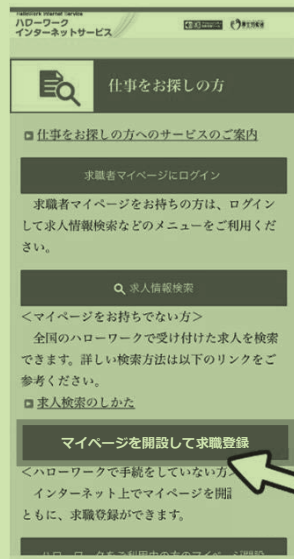 ハローワーク
インターネットサービス
仕事をお探しの方
仕事をお探しの方へのサービスのご案内
求職者マイページにログイン
求職者マイページをお持ちの方は、ログイン
して求人情報検索などのメニューをご利用くだ
さい。
求人情報検索
＜マイページをお持ちでない方＞
全国のハローワークで受け付けた求人を検索
できます。詳しい検索方法は以下のリンクをご
参考ください。
求人検索のしかた
マイページを開設して求職登録
＜ハローワークで手続をしていない方
インターネット上でマイページを開
ともに、求職登録ができます。